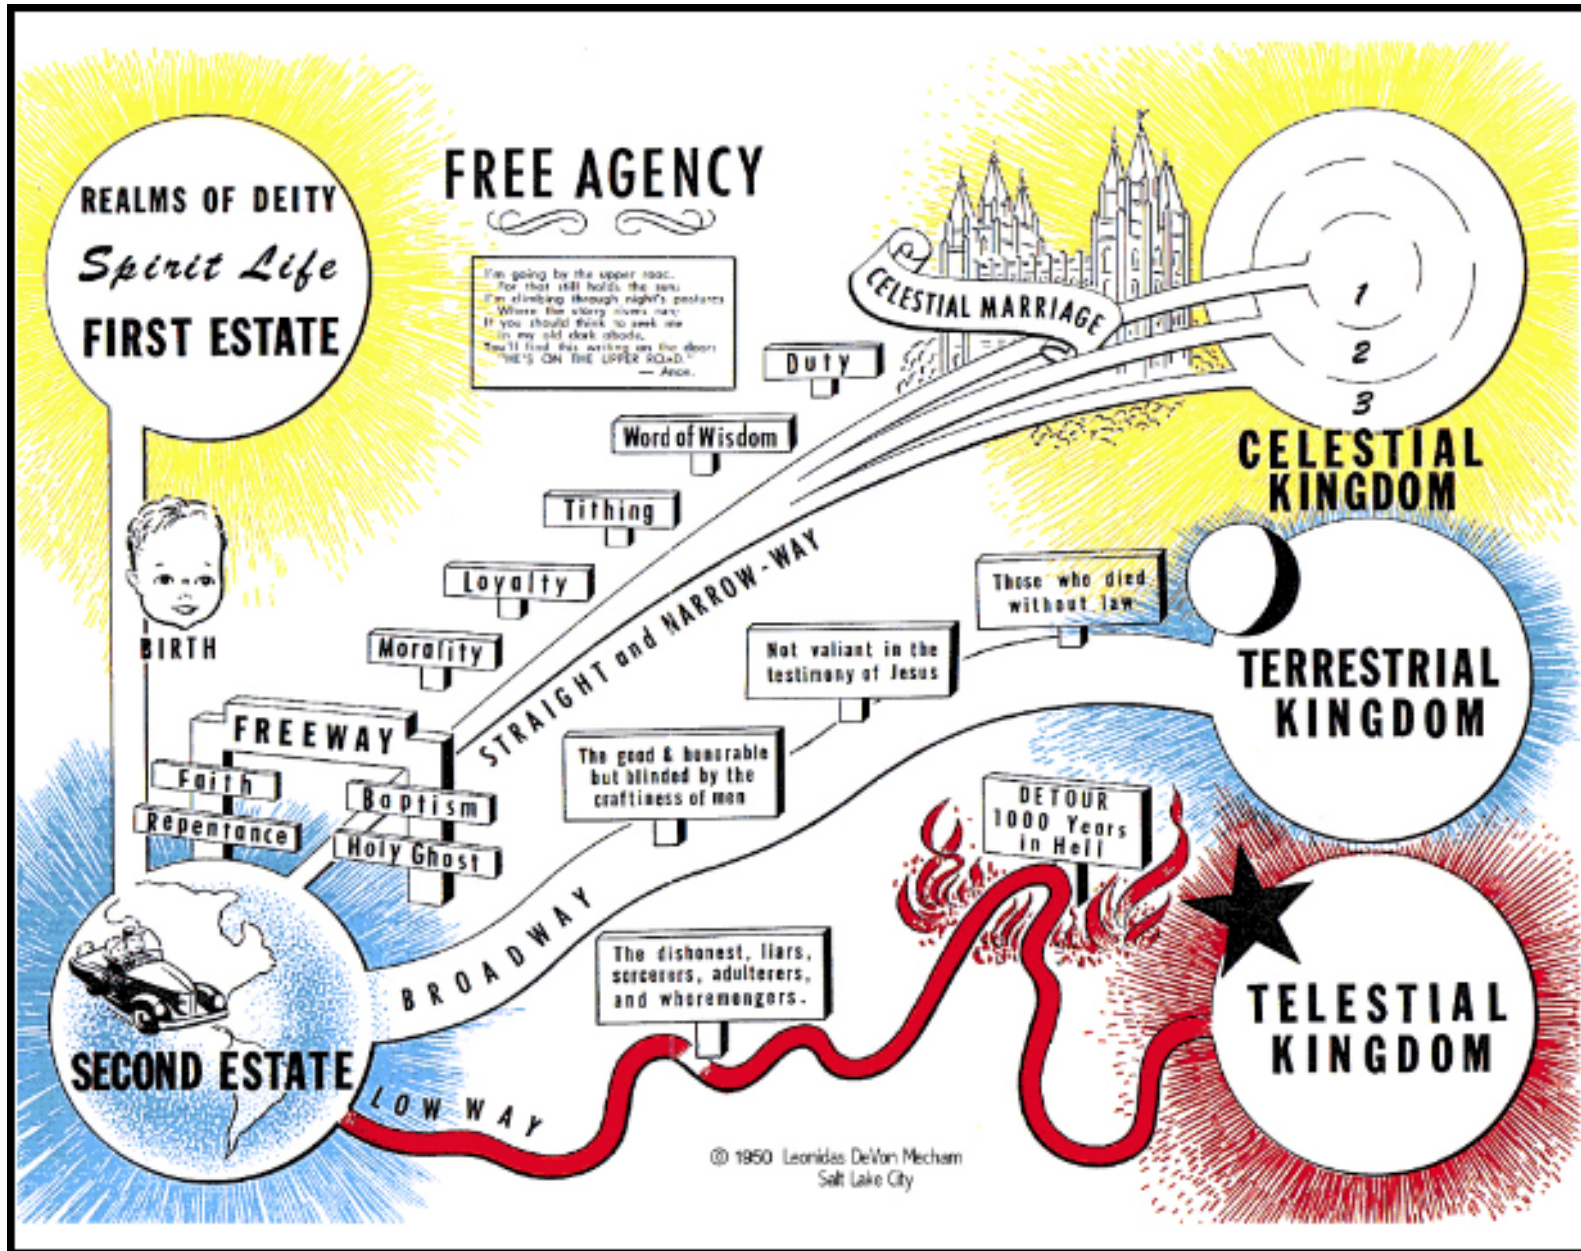 REALMS OF DEITY
Spirit Life
FIRST ESTATE
FREE AGENCY
I'm going by the upper road,
For that still holds the sun;
I'm climbing through night's pastures
Where the starry rivers run;
If you should think to seek me
in my old dark abode,
You'll find this writing on the door:
"HE'S ON THE UPPER ROAD."
— Anon.
CELESTIAL MARRIAGE
1
2
3
CELESTIAL
KINGDOM
Duty
Word of Wisdom
Tithing
Loyalty
Morality
BIRTH
FREEWAY
Faith
Repentance
Baptism
Holy Ghost
STRAIGHT and NARROW-WAY
Those who died
without law
Not valiant in the
testimony of Jesus
The good & honorable
but blinded by the
craftiness of men
TERRESTRIAL
KINGDOM
BROADWAY
DETOUR
1000 Years
in Hell
The dishonest, liars,
sorcerers, adulterers,
and whoremongers.
TELESTIAL
KINGDOM
SECOND ESTATE
LOWWAY
© 1950 Leonidas DeVon Mecham
Salt Lake City